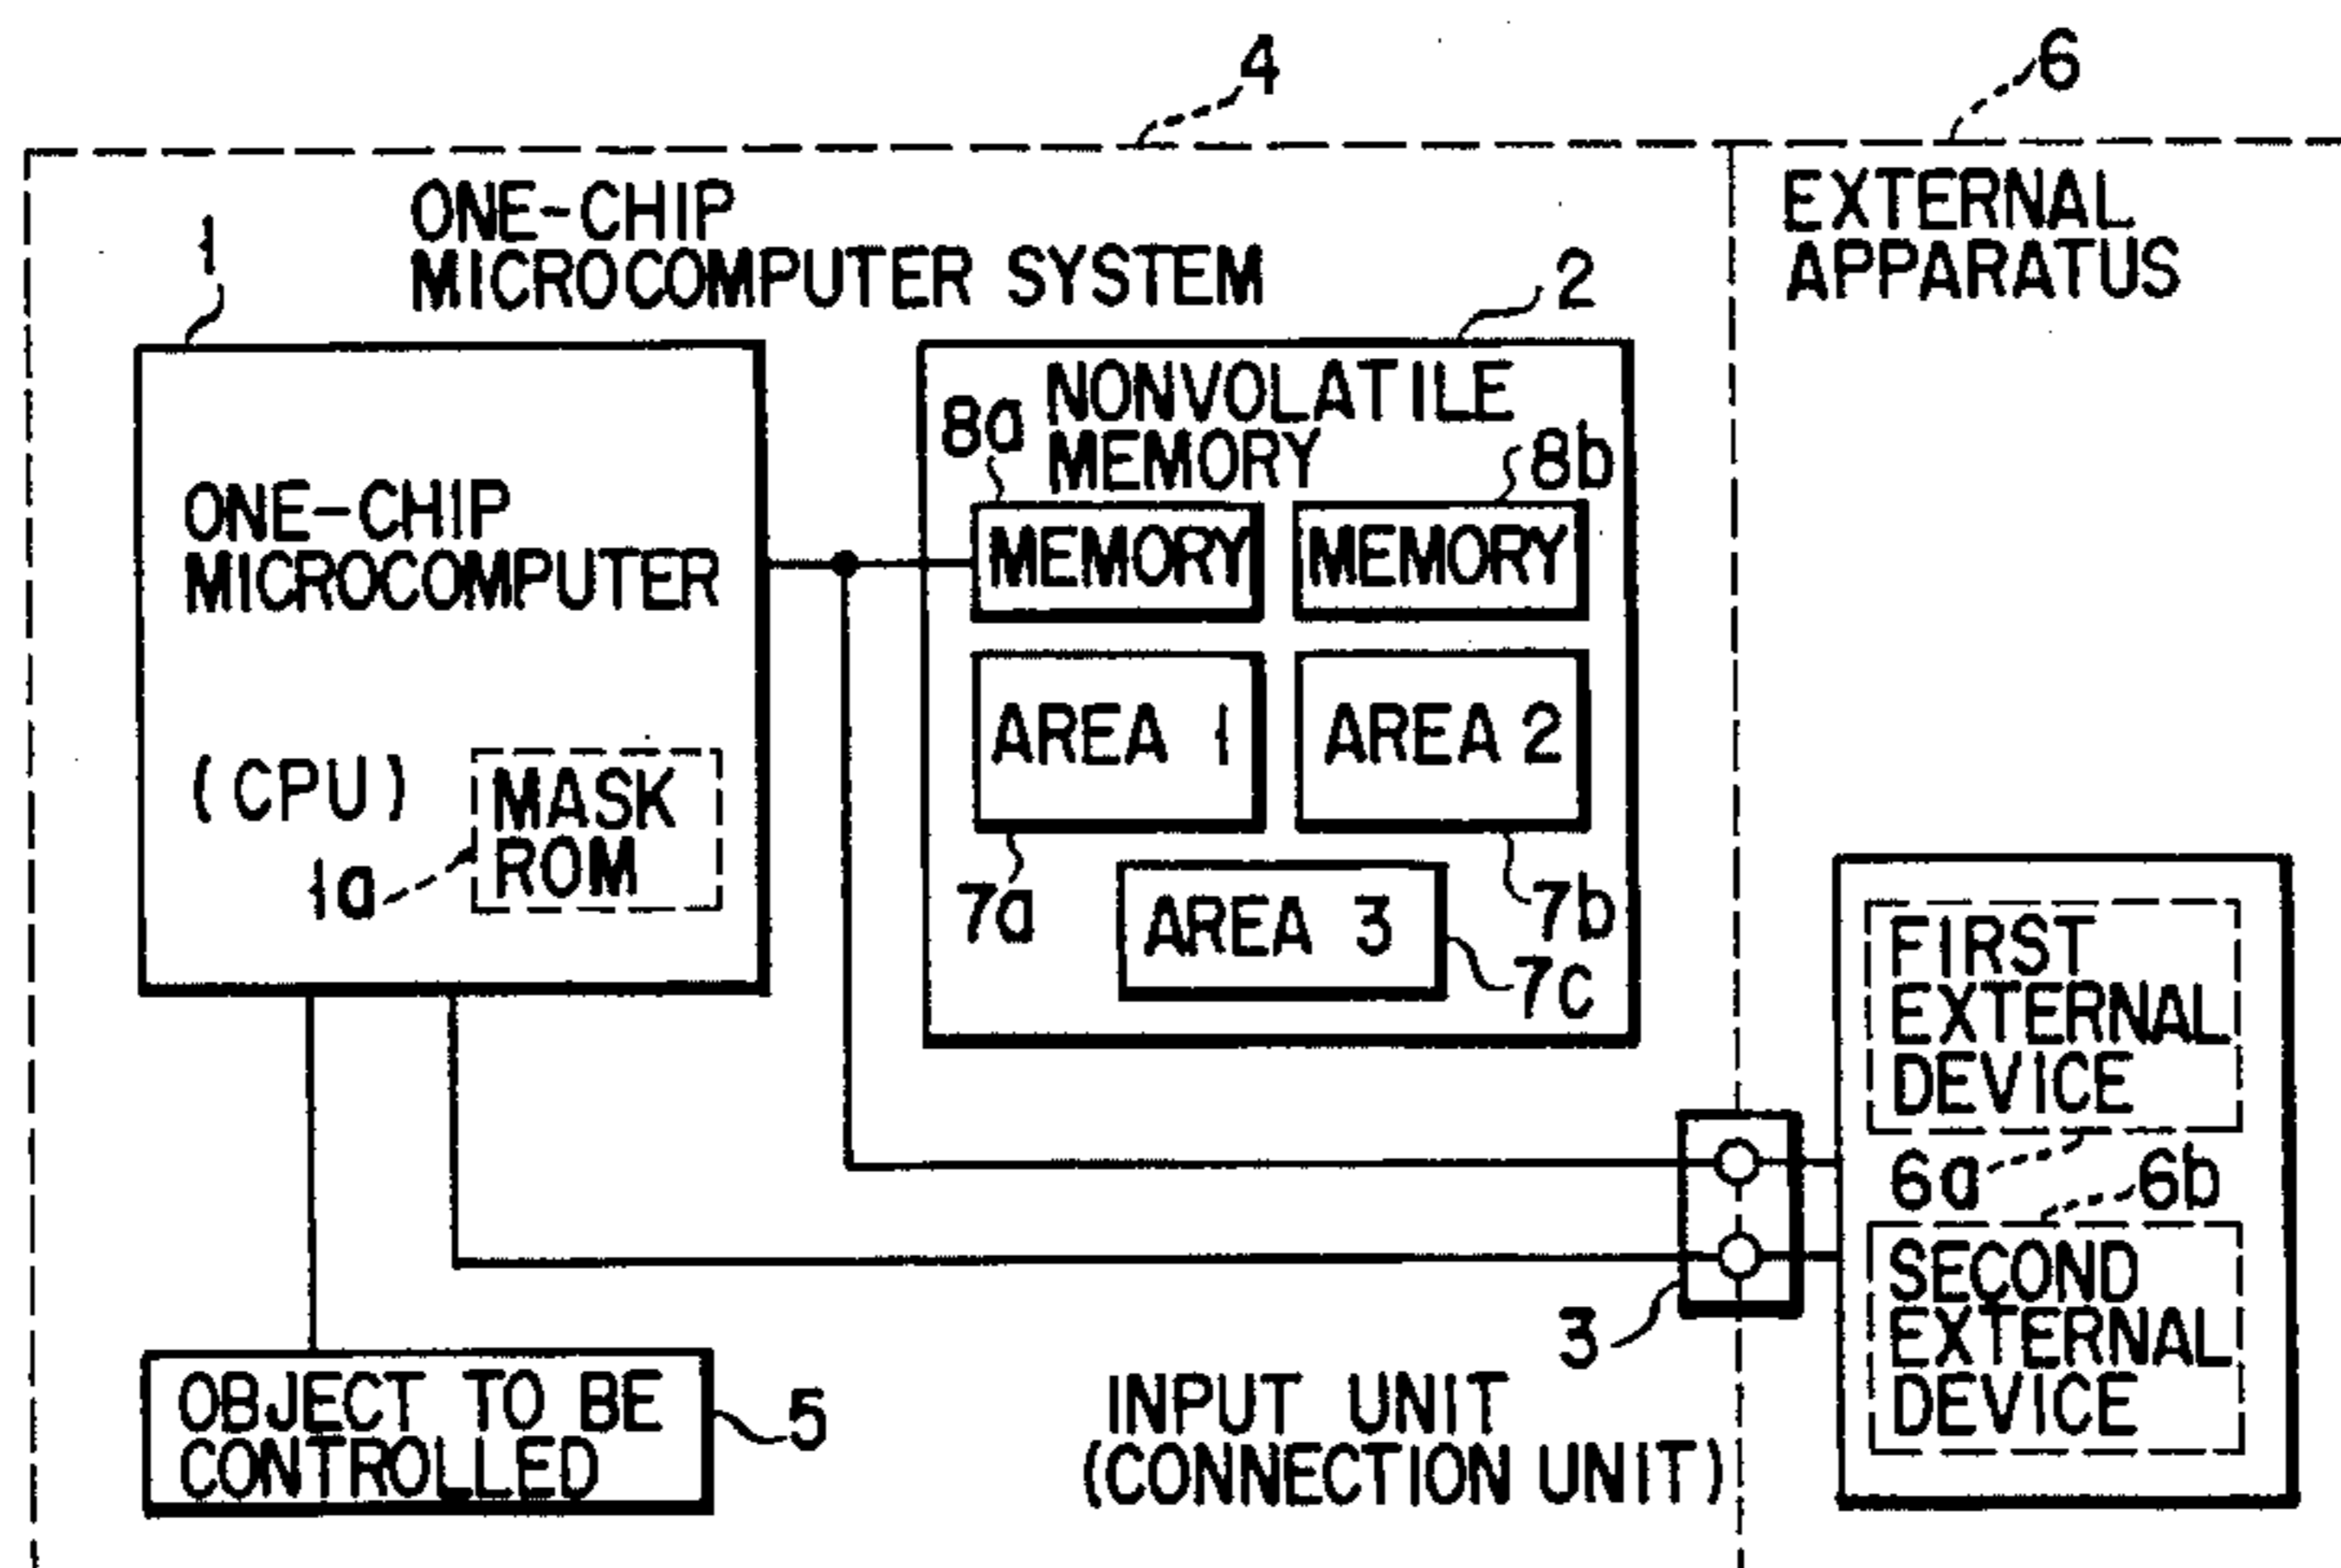 4
6
ONE-CHIP
MICROCOMPUTER SYSTEM
EXTERNAL
APPARATUS
1
2
NONVOLATILE
MEMORY
8a
8b
ONE-CHIP
MICROCOMPUTER
MEMORY
MEMORY
AREA 1
AREA 2
(CPU)
MASK
ROM
1a
7a
7b
AREA 3
7c
FIRST
EXTERNAL
DEVICE
6a
6b
SECOND
EXTERNAL
DEVICE
3
OBJECT TO BE
CONTROLLED
5
INPUT UNIT
(CONNECTION UNIT)